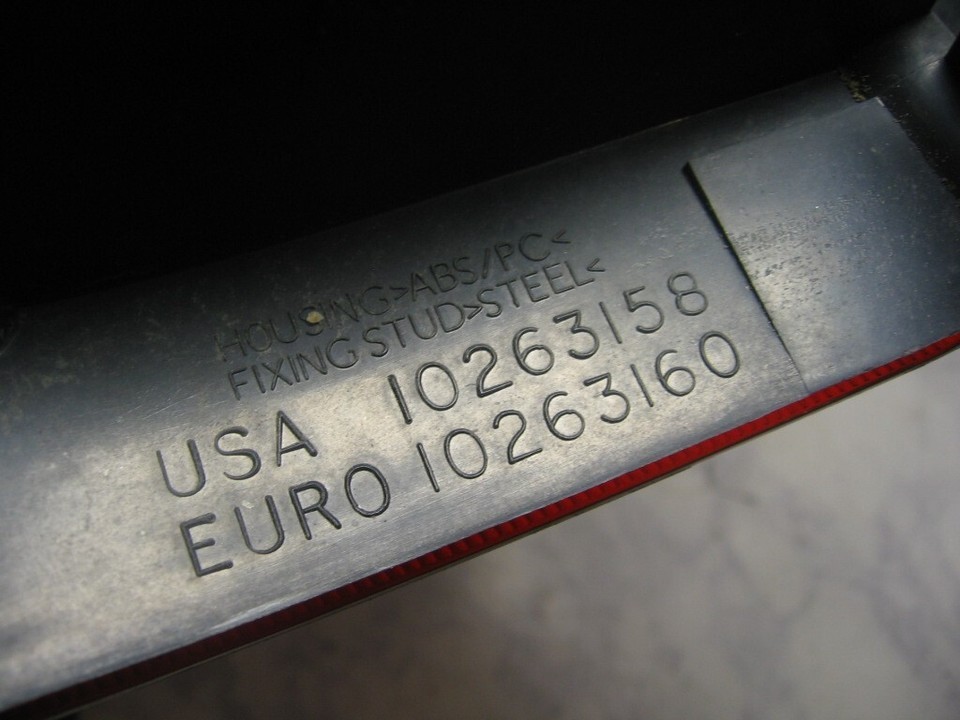 HOUSING>ABS/PC<
FIXING STUD>STEEL<
USA 10263158
EURO 10263160